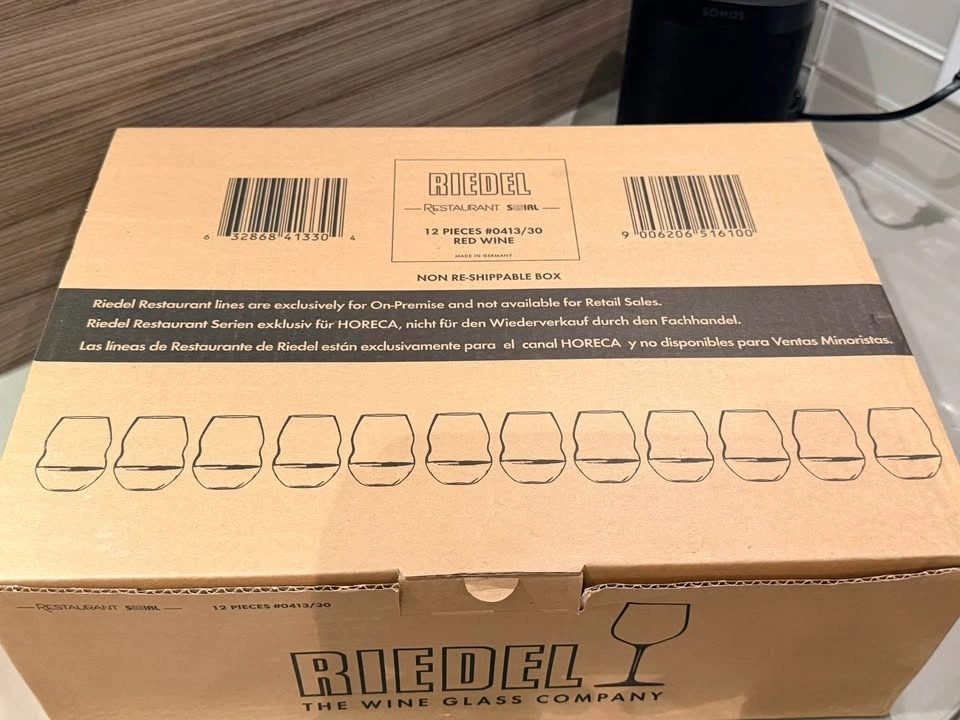 SONOS
RIEDEL
RESTAURANT SWIRL
12 PIECES #0413/30
RED WINE
MADE IN GERMANY
6 32868 41330 4
9 006206 516100
NON RE-SHIPPABLE BOX
Riedel Restaurant lines are exclusively for On-Premise and not available for Retail Sales.
Riedel Restaurant Serien exklusiv für HORECA, nicht für den Wiederverkauf durch den Fachhandel.
Las líneas de Restaurante de Riedel están exclusivamente para el canal HORECA y no disponibles para Ventas Minoristas.
RESTAURANT SWIRL 12 PIECES #0413/30
RIEDEL
THE WINE GLASS COMPANY